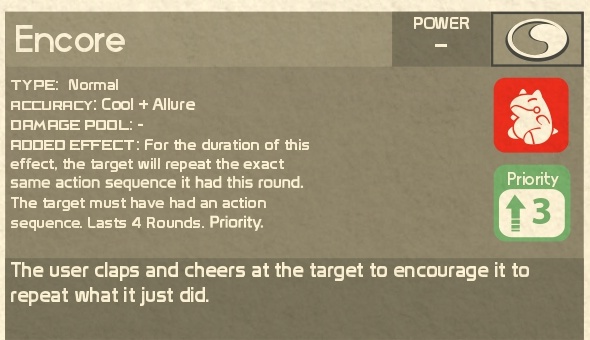 Encore
POWER
–
TYPE: Normal
ACCURACY: Cool + Allure
DAMAGE POOL: -
ADDED EFFECT: For the duration of this
effect, the target will repeat the exact
same action sequence it had this round.
The target must have had an action
sequence. Lasts 4 Rounds. Priority.
Priority
3
The user claps and cheers at the target to encourage it to
repeat what it just did.